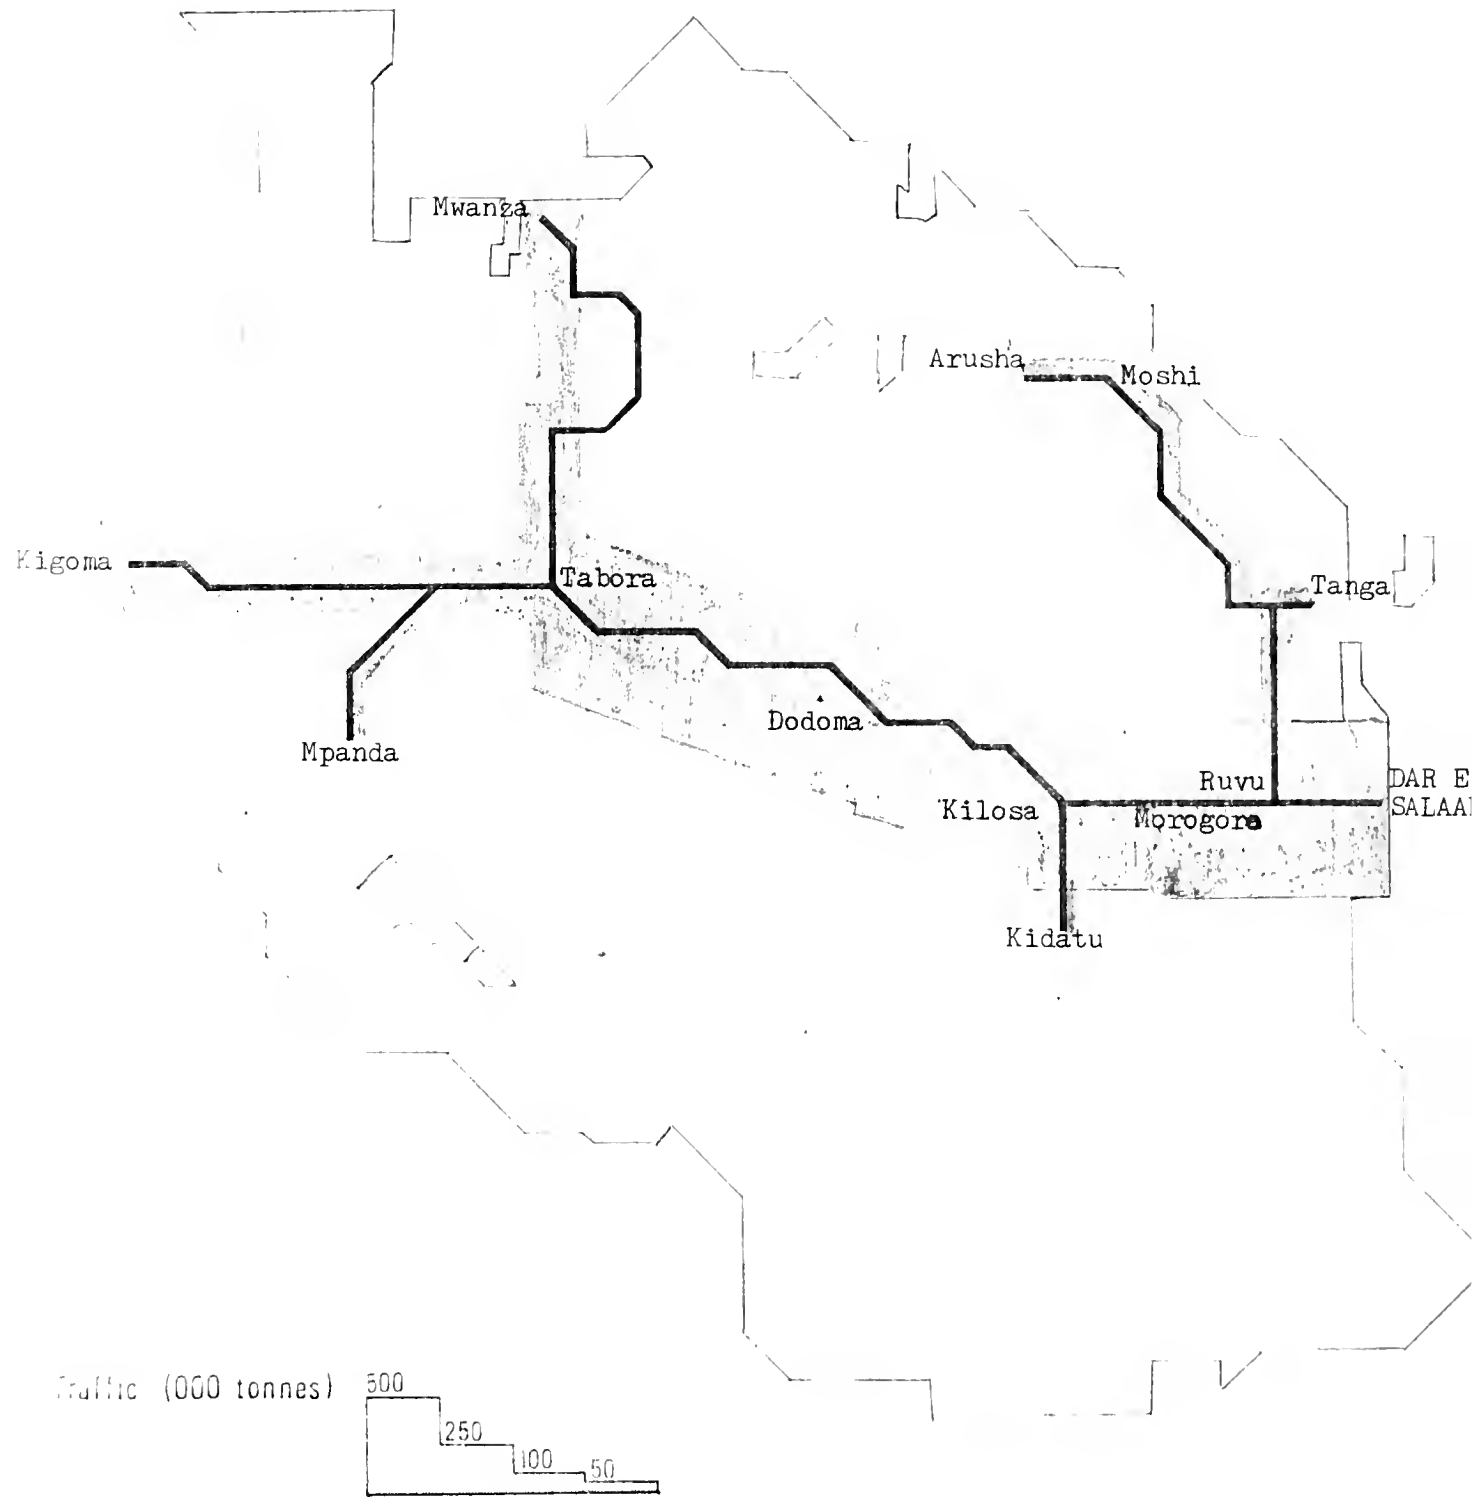 Mwanza
Arusha
Moshi
Kigoma
Tabora
Tanga
Dodoma
Mpanda
Ruvu
DAR E
SALAA
Kilosa
Morogoro
Kidatu
Traffic (000 tonnes)
500
250
100
50